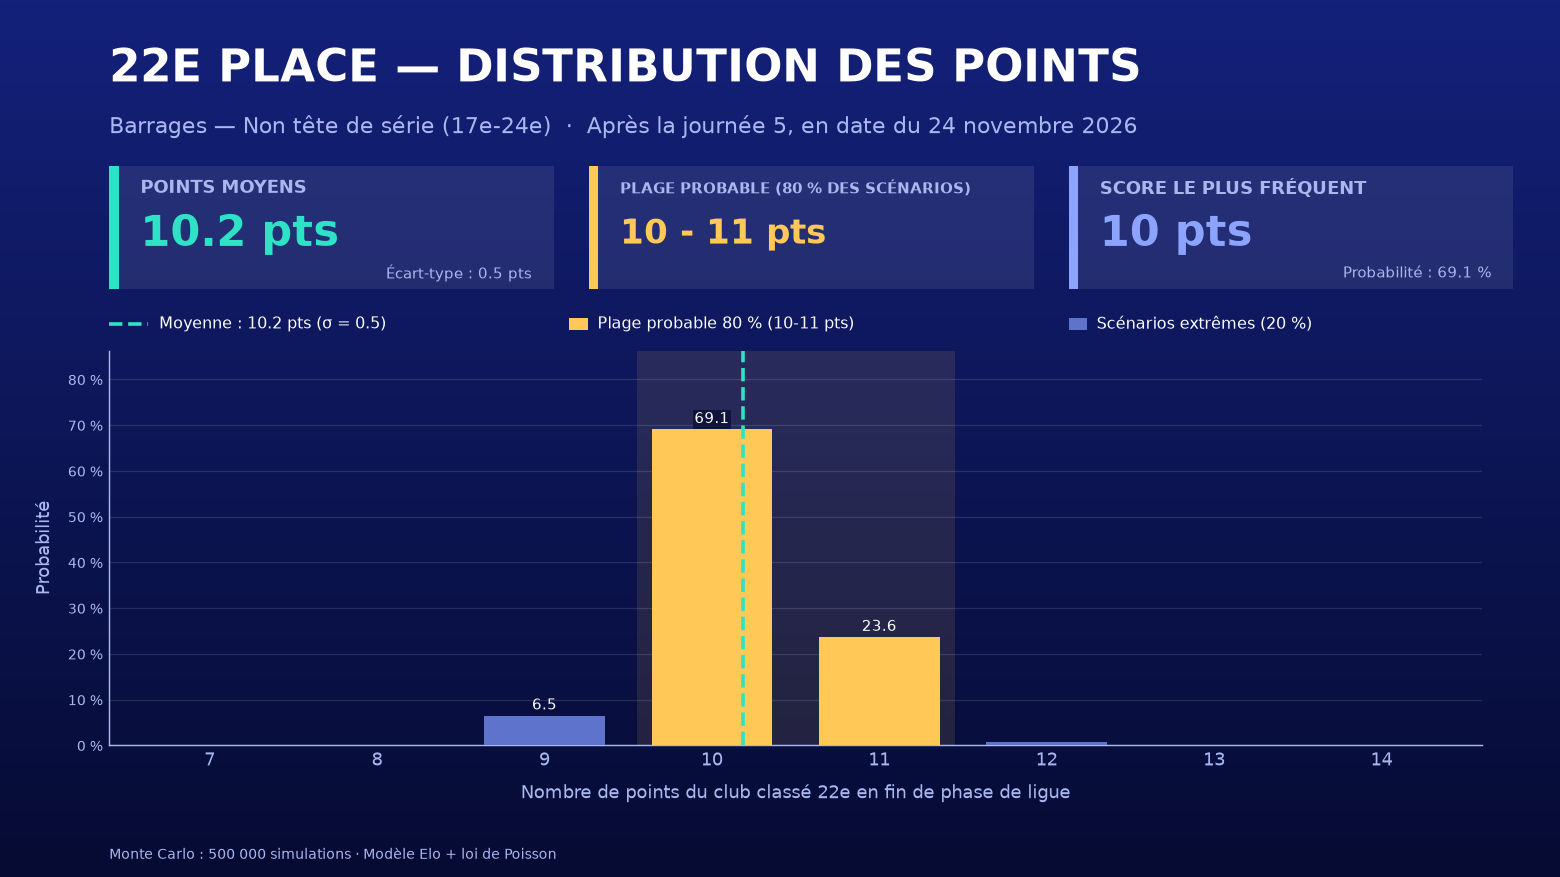 22E PLACE — DISTRIBUTION DES POINTS
Barrages — Non tête de série (17e-24e) · Après la journée 5, en date du 24 novembre 2026
POINTS MOYENS
10.2 pts
Écart-type : 0.5 pts
PLAGE PROBABLE (80 % DES SCÉNARIOS)
10 - 11 pts
SCORE LE PLUS FRÉQUENT
10 pts
Probabilité : 69.1 %
Moyenne : 10.2 pts (σ = 0.5)
Plage probable 80 % (10-11 pts)
Scénarios extrêmes (20 %)
Probabilité
80 %
70 %
60 %
50 %
40 %
30 %
20 %
10 %
0 %
6.5
69.1
23.6
7 8 9 10 11 12 13 14
Nombre de points du club classé 22e en fin de phase de ligue
Monte Carlo : 500 000 simulations · Modèle Elo + loi de Poisson